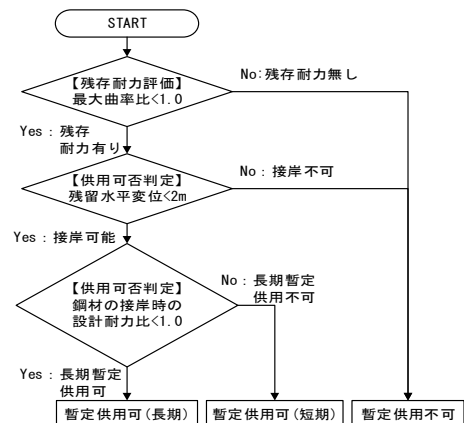 START
【残存耐力評価】
最大曲率比<1.0
No:残存耐力無し
Yes：残存
耐力有り
【供用可否判定】
残留水平変位<2m
No：接岸不可
Yes：接岸可能
【供用可否判定】
鋼材の接岸時の
設計耐力比<1.0
No：長期暫定
供用不可
Yes：長期暫定
供用可
暫定供用可(長期)
暫定供用可(短期)
暫定供用不可